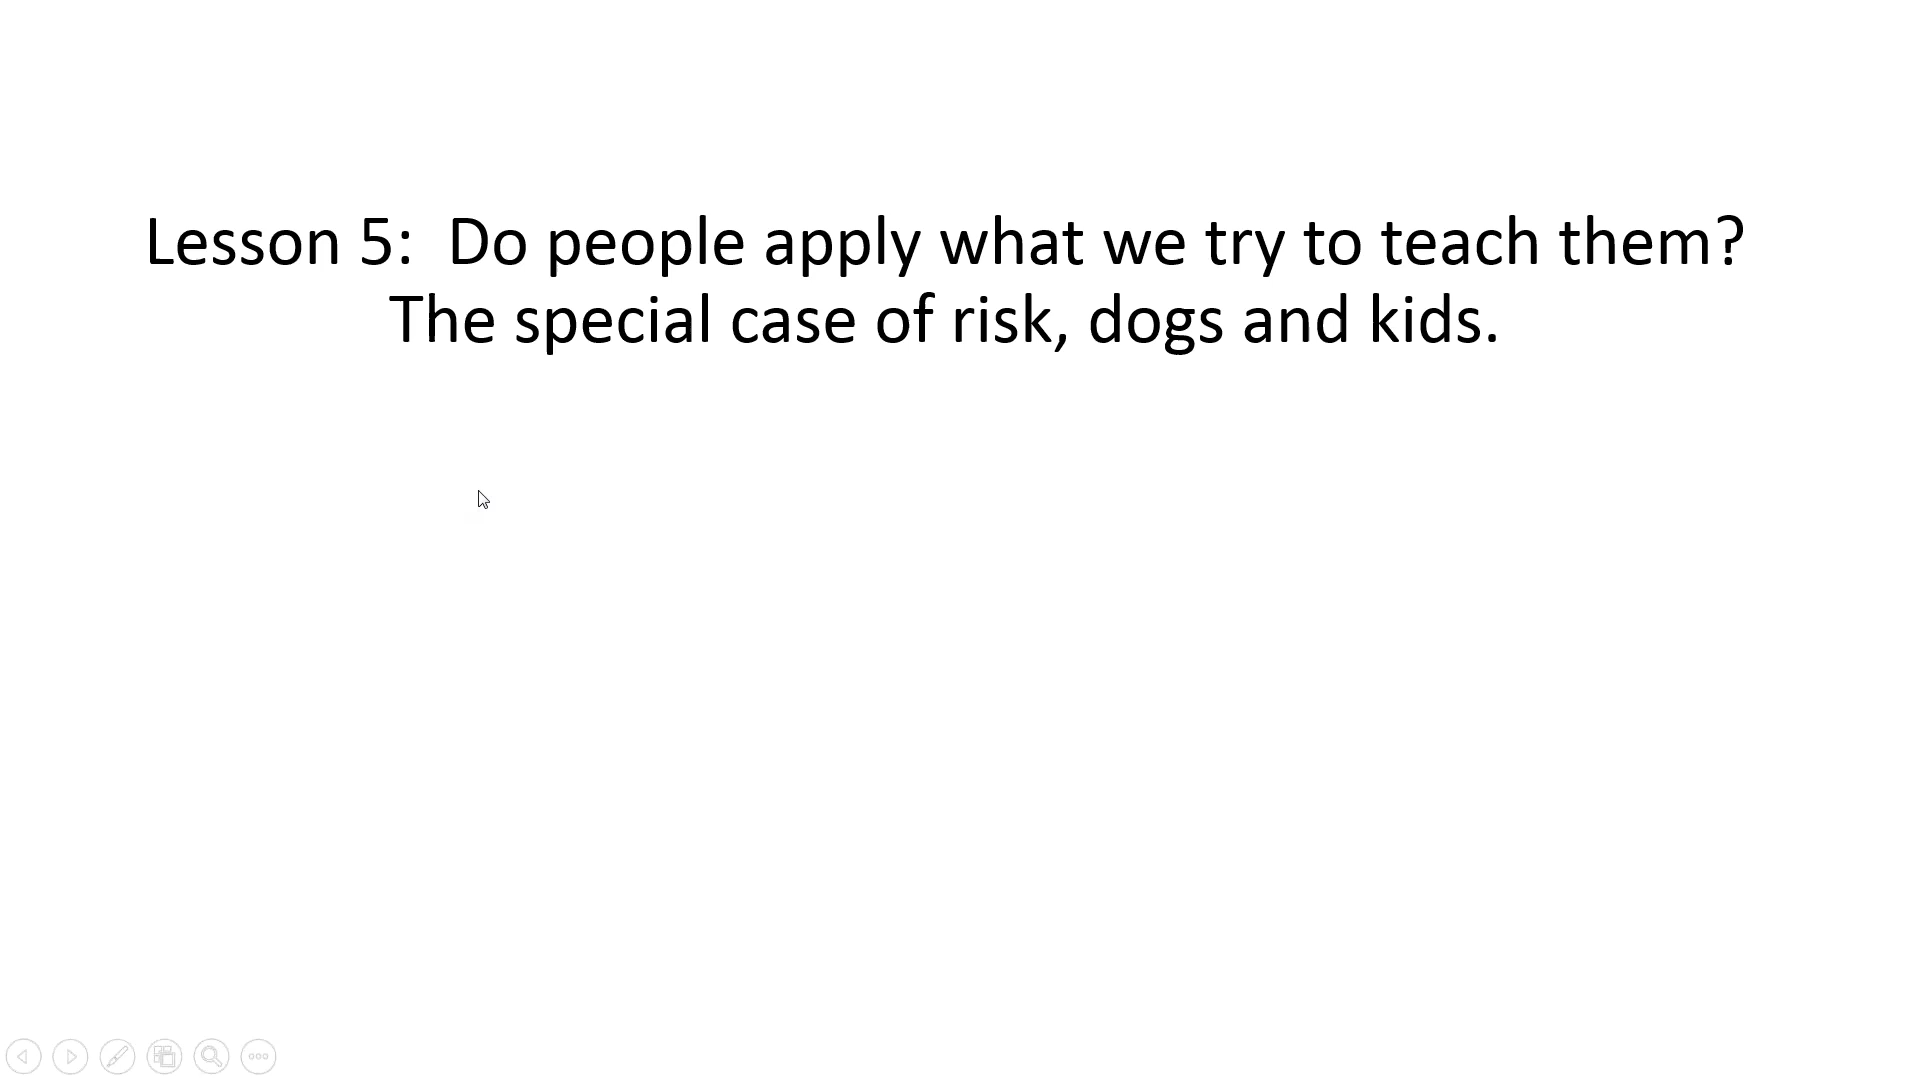 Lesson 5:  Do people apply what we try to teach them?
The special case of risk, dogs and kids.